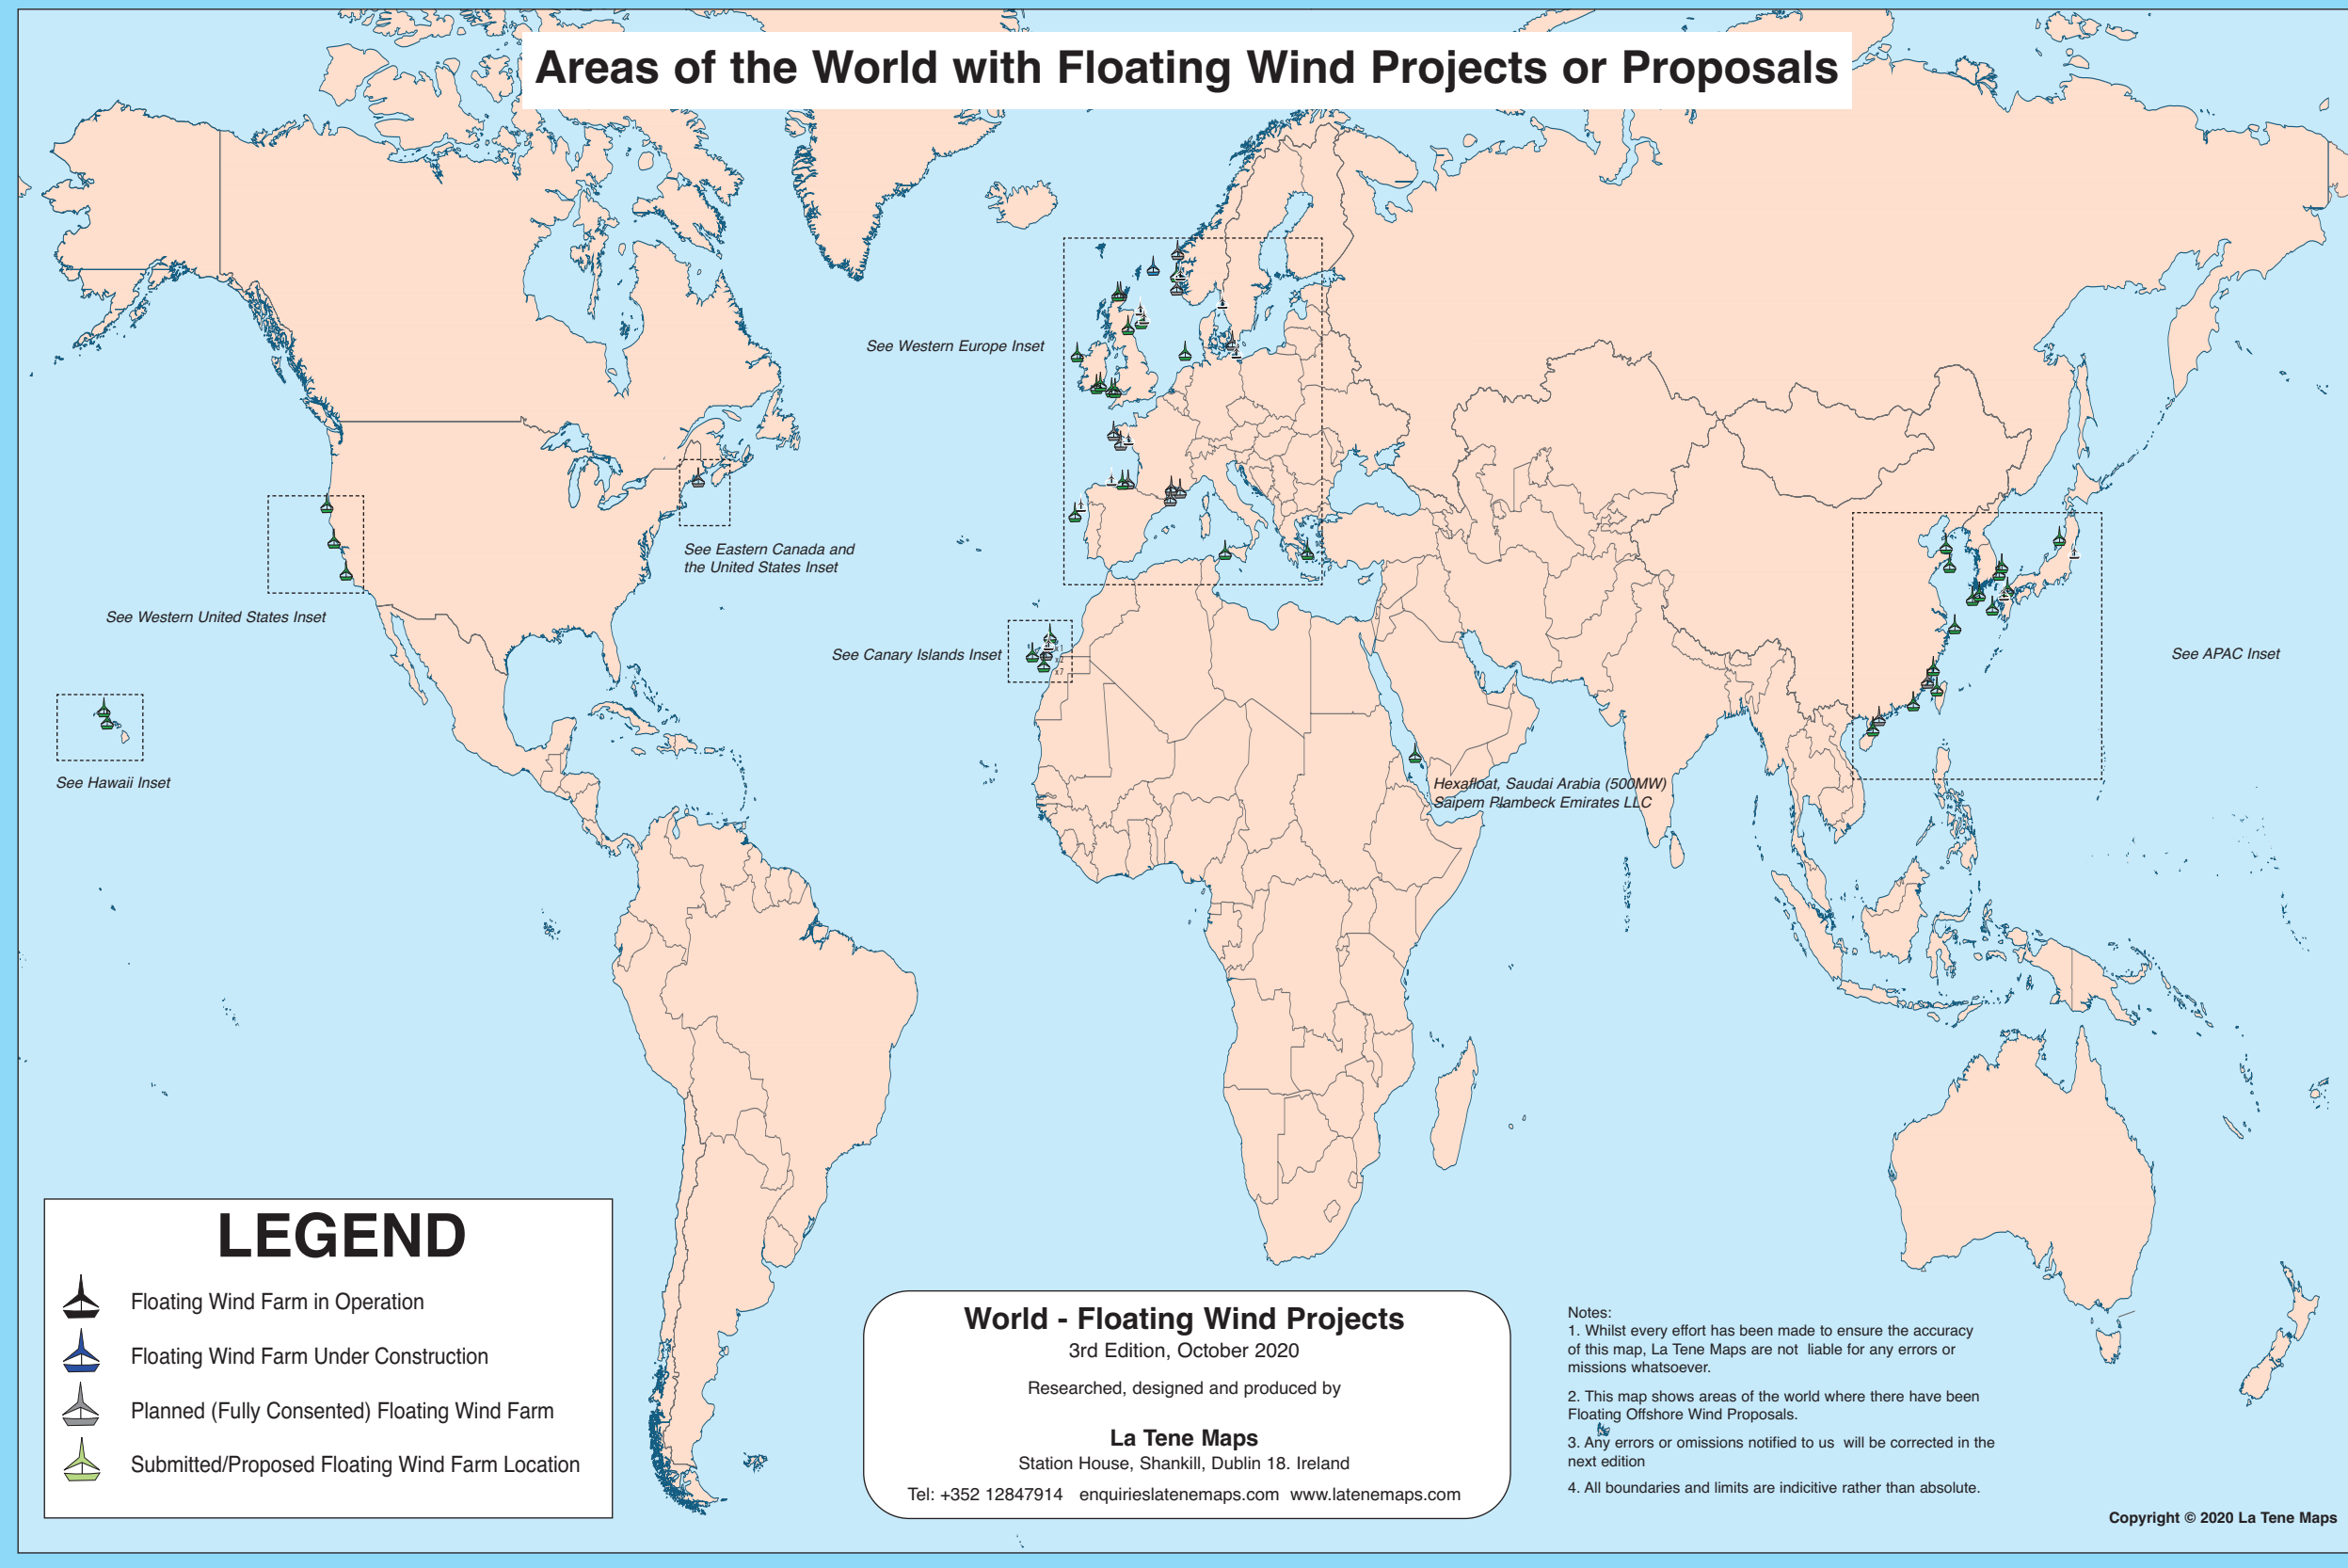 Areas of the World with Floating Wind Projects or Proposals
See Western Europe Inset
See Eastern Canada and
the United States Inset
See Western United States Inset
See Canary Islands Inset
See APAC Inset
See Hawaii Inset
Hexafloat, Saudai Arabia (500MW)
Saipem Plambeck Emirates LLC
LEGEND
Floating Wind Farm in Operation
Floating Wind Farm Under Construction
Planned (Fully Consented) Floating Wind Farm
Submitted/Proposed Floating Wind Farm Location
World - Floating Wind Projects
3rd Edition, October 2020
Researched, designed and produced by
La Tene Maps
Station House, Shankill, Dublin 18. Ireland
Tel: +352 12847914 enquirieslatenemaps.com www.latenemaps.com
Notes:
1. Whilst every effort has been made to ensure the accuracy
of this map, La Tene Maps are not liable for any errors or
missions whatsoever.
2. This map shows areas of the world where there have been
Floating Offshore Wind Proposals.
3. Any errors or omissions notified to us will be corrected in the
next edition
4. All boundaries and limits are indicitive rather than absolute.
Copyright © 2020 La Tene Maps